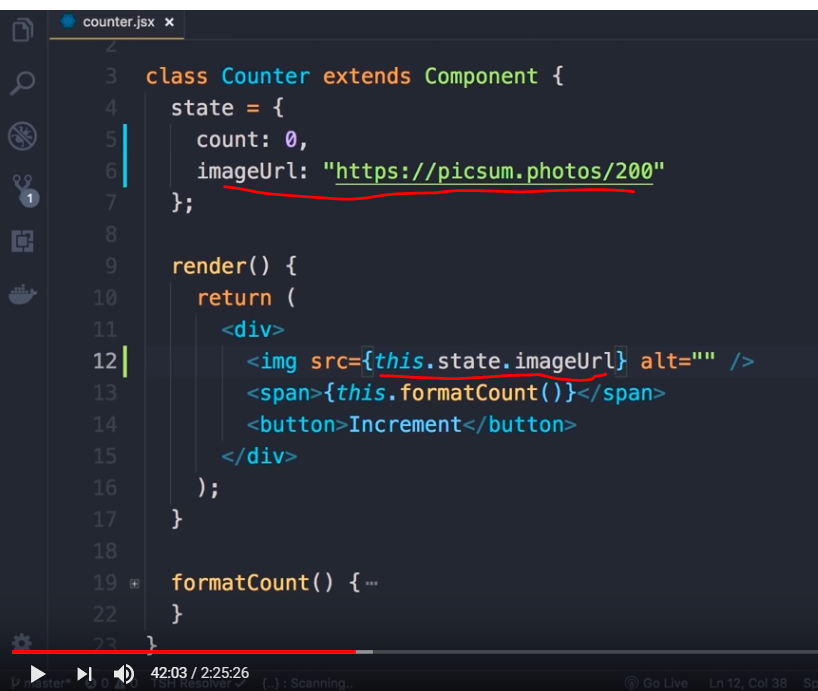 counter.jsx ×
2
3 class Counter extends Component {
4 state = {
5 count: 0,
6 imageUrl: "https://picsum.photos/200"
7 };
8
9 render() {
10 return (
11 <div>
12 <img src={this.state.imageUrl} alt="" />
13 <span>{this.formatCount()}</span>
14 <button>Increment</button>
15 </div>
16 );
17 }
18
19 formatCount() {⋯
22 }
23 }
1
42:03 / 2:25:26
master* 0 0 TSH Resolver ✓ {..} : Scanning.. Go Live Ln 12, Col 38